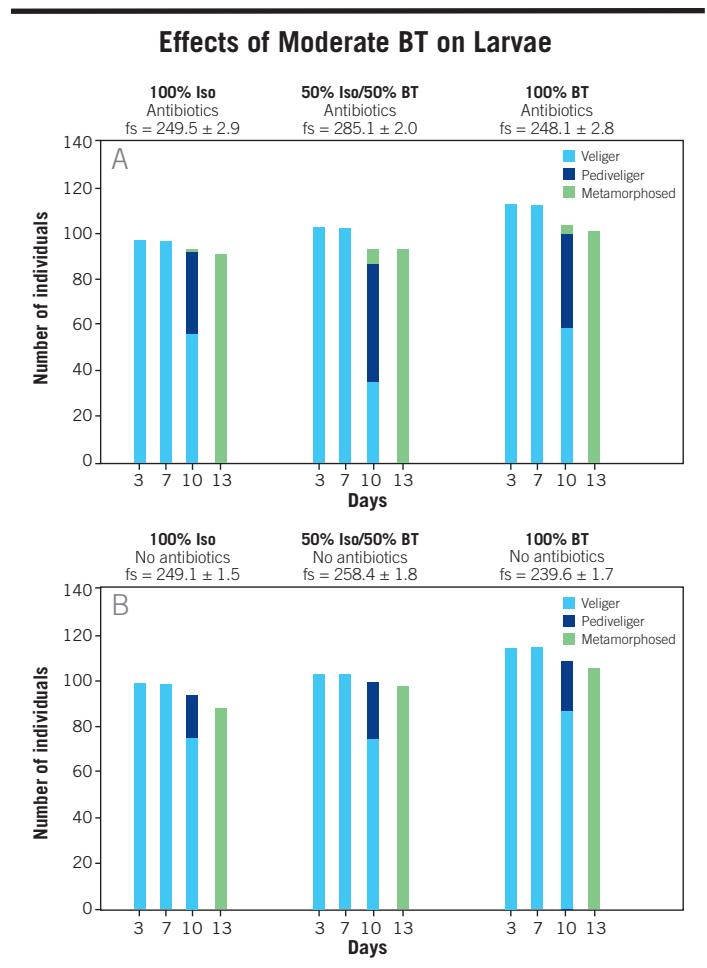 Effects of Moderate BT on Larvae
100% Iso
Antibiotics
fs = 249.5 ± 2.9
50% Iso/50% BT
Antibiotics
fs = 285.1 ± 2.0
100% BT
Antibiotics
fs = 248.1 ± 2.8
A
Veliger
Pediveliger
Metamorphosed
Number of individuals
140
120
100
80
60
40
20
0
3 7 10 13
3 7 10 13
3 7 10 13
Days
100% Iso
No antibiotics
fs = 249.1 ± 1.5
50% Iso/50% BT
No antibiotics
fs = 258.4 ± 1.8
100% BT
No antibiotics
fs = 239.6 ± 1.7
B
Veliger
Pediveliger
Metamorphosed
Number of individuals
140
120
100
80
60
40
20
0
3 7 10 13
3 7 10 13
3 7 10 13
Days